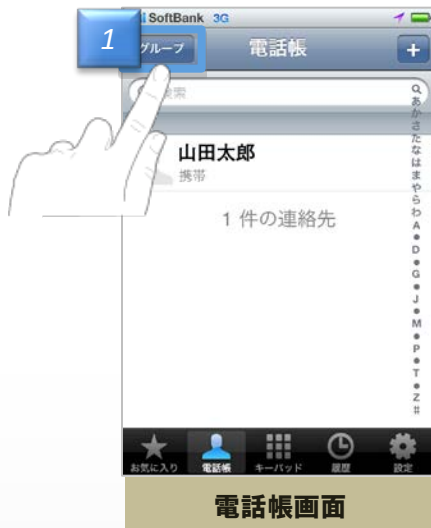 SoftBank 3G
1
グループ
電話帳
+
検索
あ
か
さ
た
な
は
ま
や
ら
わ
A
D
G
J
M
P
T
Z
#
山田太郎
携帯
1 件の連絡先
お気に入り
電話帳
キーパッド
履歴
設定
電話帳画面